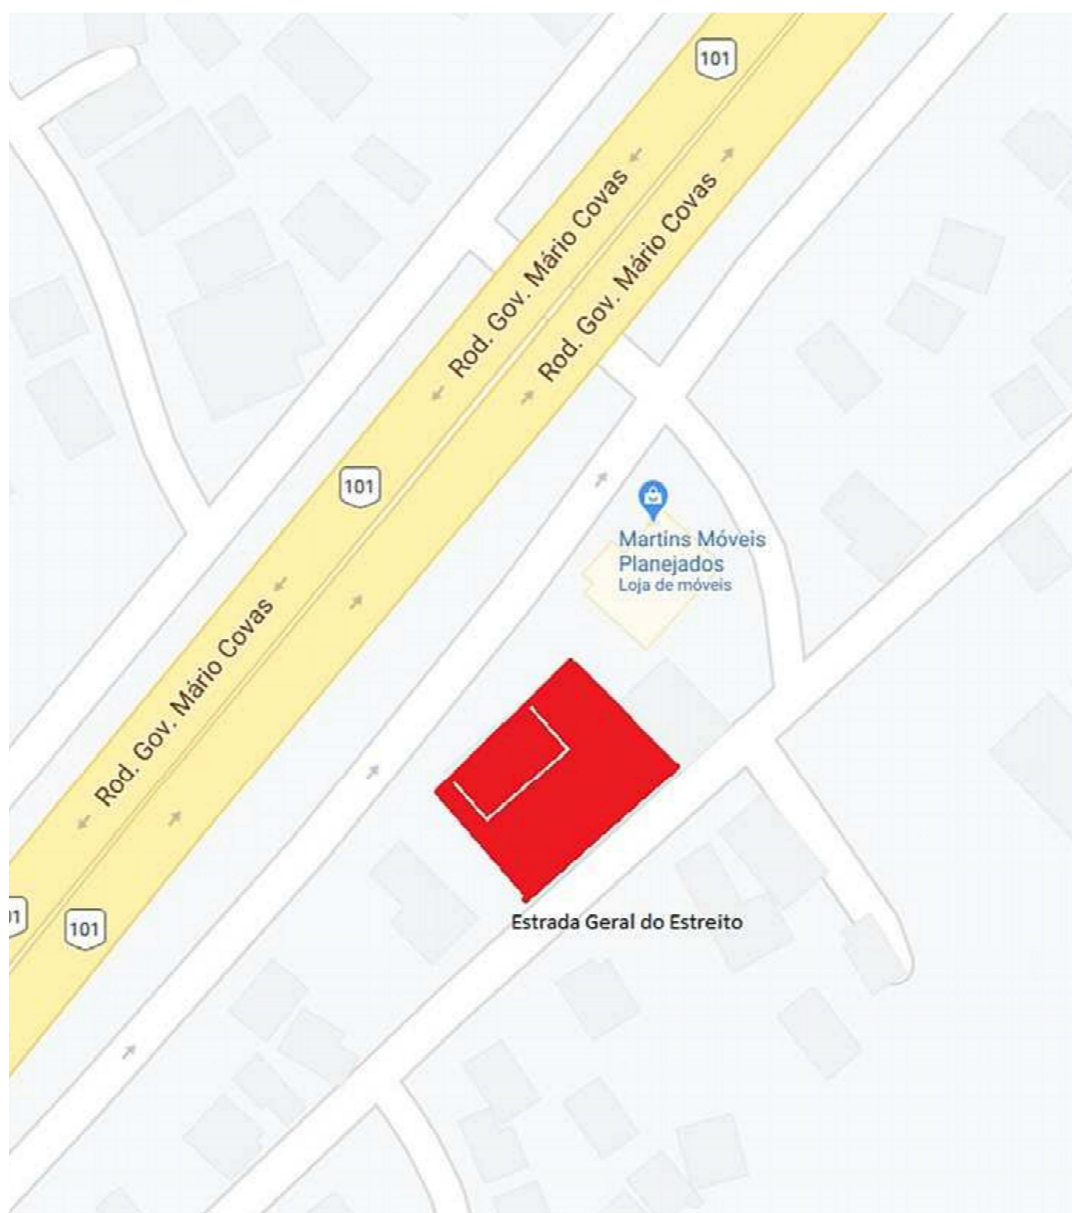 101
Rod. Gov. Mário Covas
Rod. Gov. Mário Covas
101
Martins Móveis
Planejados
Loja de móveis
Rod. Gov. Mário Covas
01
101
Estrada Geral do Estreito